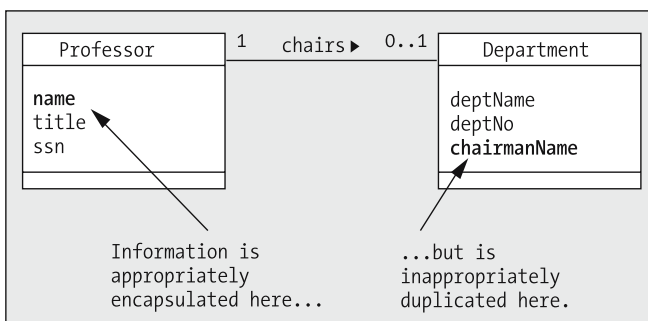 Professor
1 chairs▶ 0..1
Department
name
title
ssn
deptName
deptNo
chairmanName
Information is
appropriately
encapsulated here...
...but is
inappropriately
duplicated here.